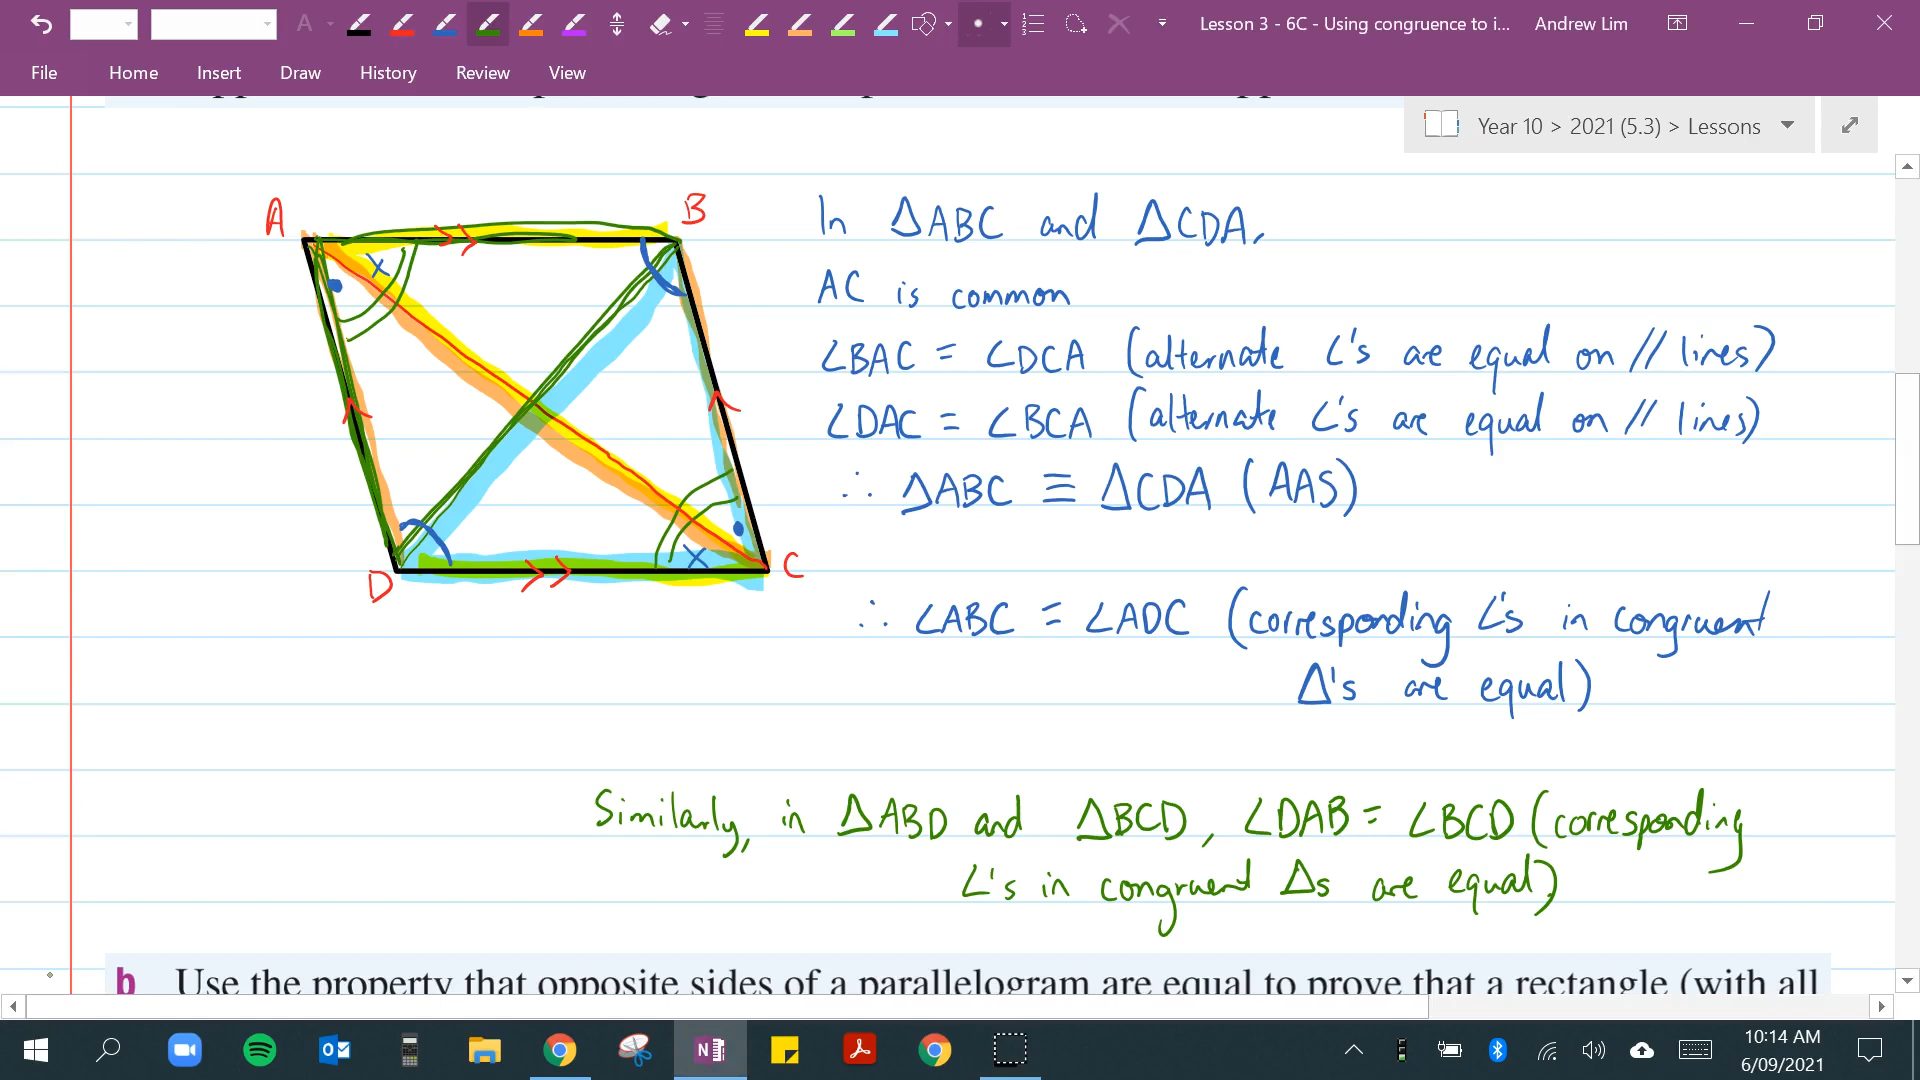 Lesson 3 - 6C - Using congruence to i... Andrew Lim
File Home Insert Draw History Review View
Year 10 > 2021 (5.3) > Lessons
A
B
In ΔABC and ΔCDA,
AC is common
∠BAC = ∠DCA (alternate ∠'s are equal on // lines)
∠DAC = ∠BCA (alternate ∠'s are equal on // lines)
∴ ΔABC ≡ ΔCDA (AAS)
D
C
∴ ∠ABC = ∠ADC (corresponding ∠'s in congruent
Δ's are equal)
Similarly, in ΔABD and ΔBCD, ∠DAB = ∠BCD (corresponding
∠'s in congruent Δs are equal)
b Use the property that opposite sides of a parallelogram are equal to prove that a rectangle (with all
10:14 AM
6/09/2021